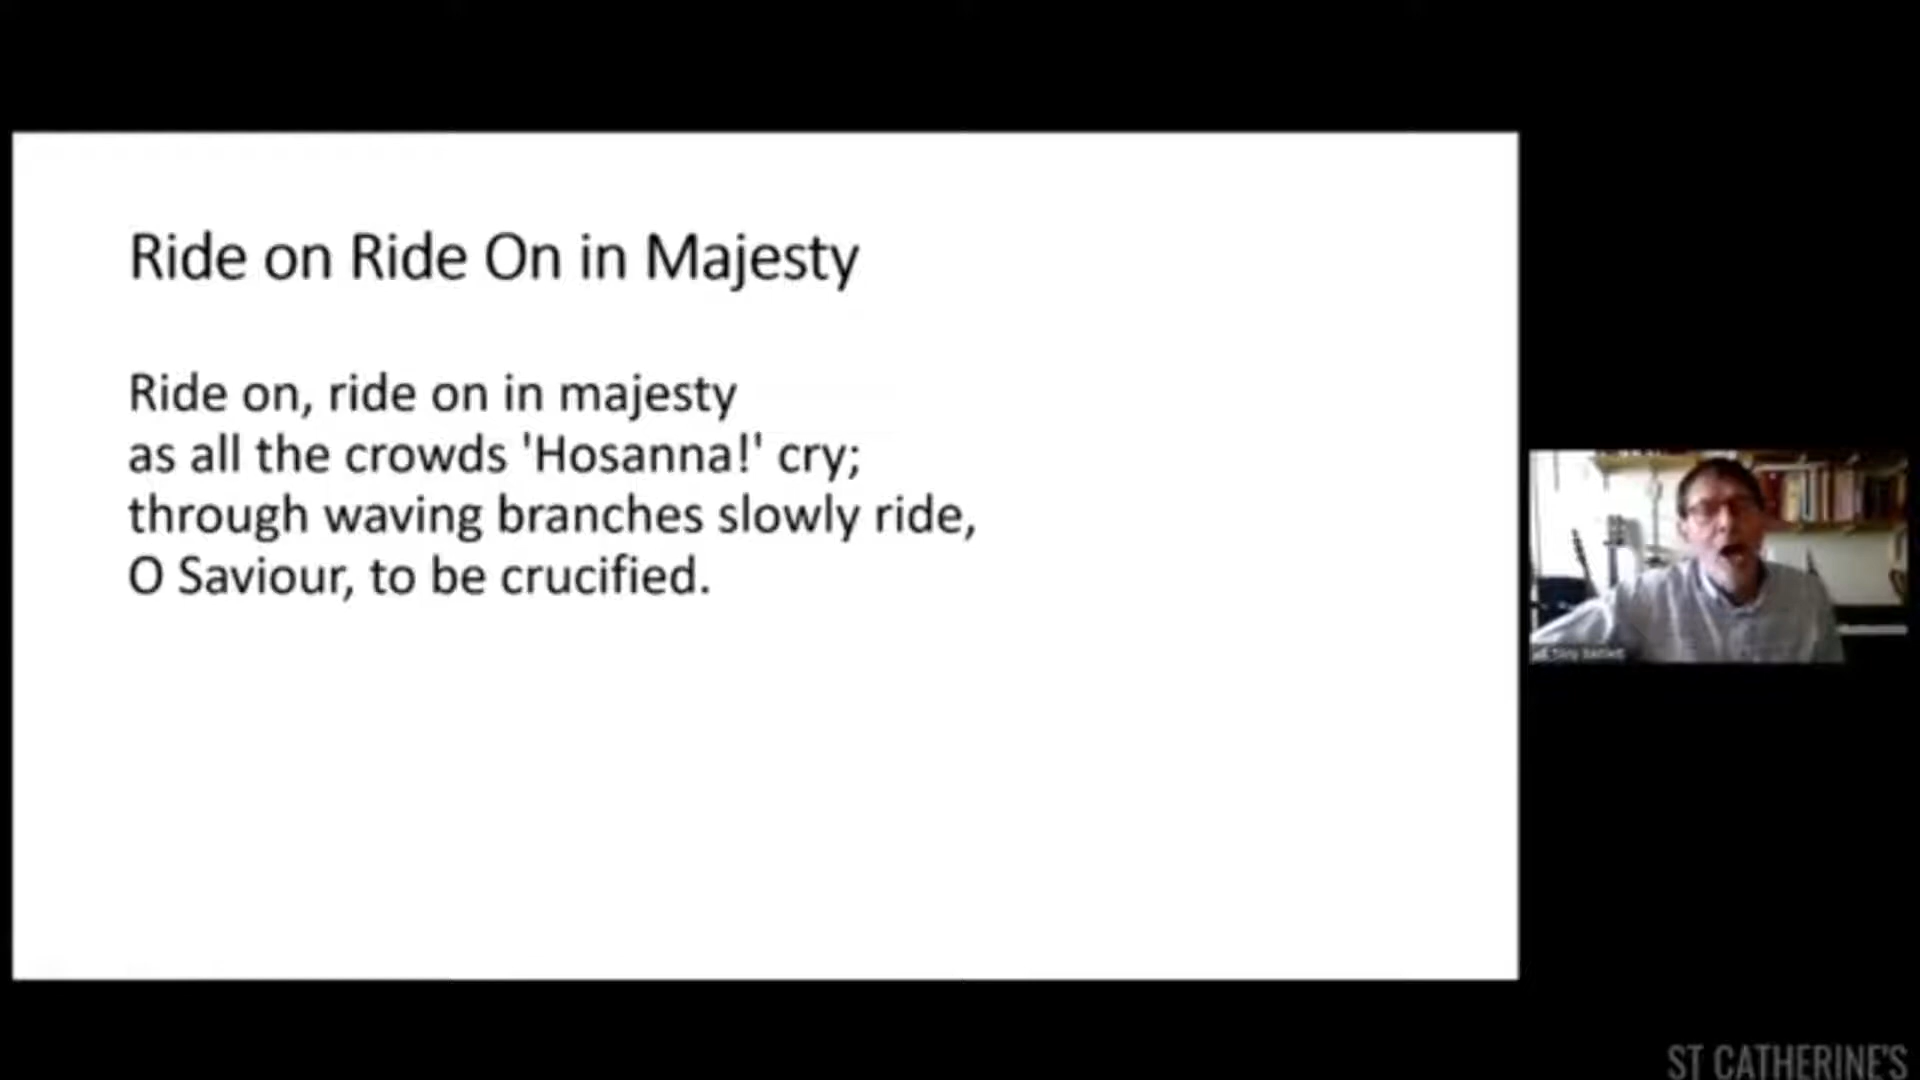 Ride on Ride On in Majesty
Ride on, ride on in majesty
as all the crowds 'Hosanna!' cry;
through waving branches slowly ride,
O Saviour, to be crucified.
ST CATHERINE'S